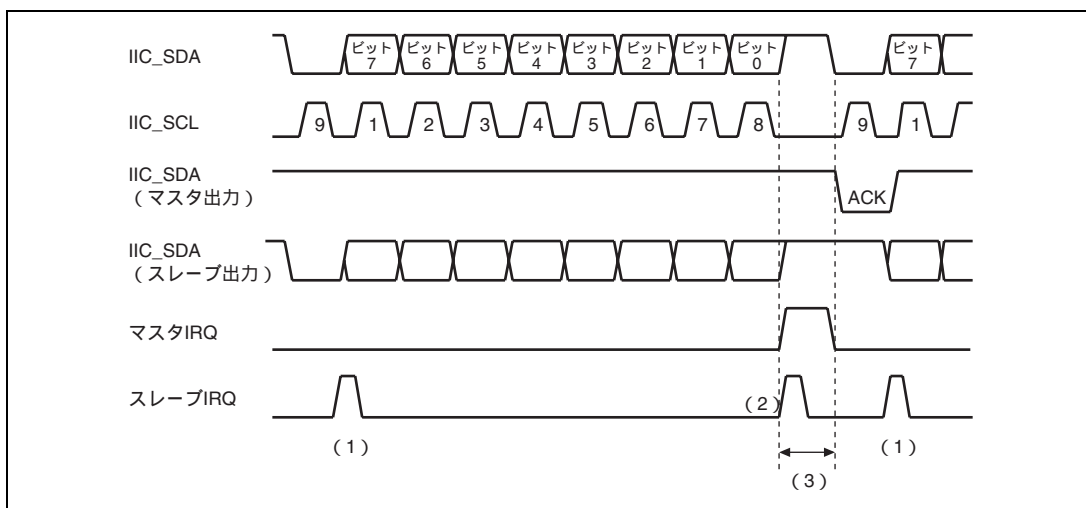 IIC_SDA
ビット7
ビット6
ビット5
ビット4
ビット3
ビット2
ビット1
ビット0
ビット7
IIC_SCL
9 1 2 3 4 5 6 7 8 9 1
IIC_SDA
(マスタ出力)
ACK
IIC_SDA
(スレーブ出力)
マスタIRQ
スレーブIRQ
(2)
(1)
(1)
(3)